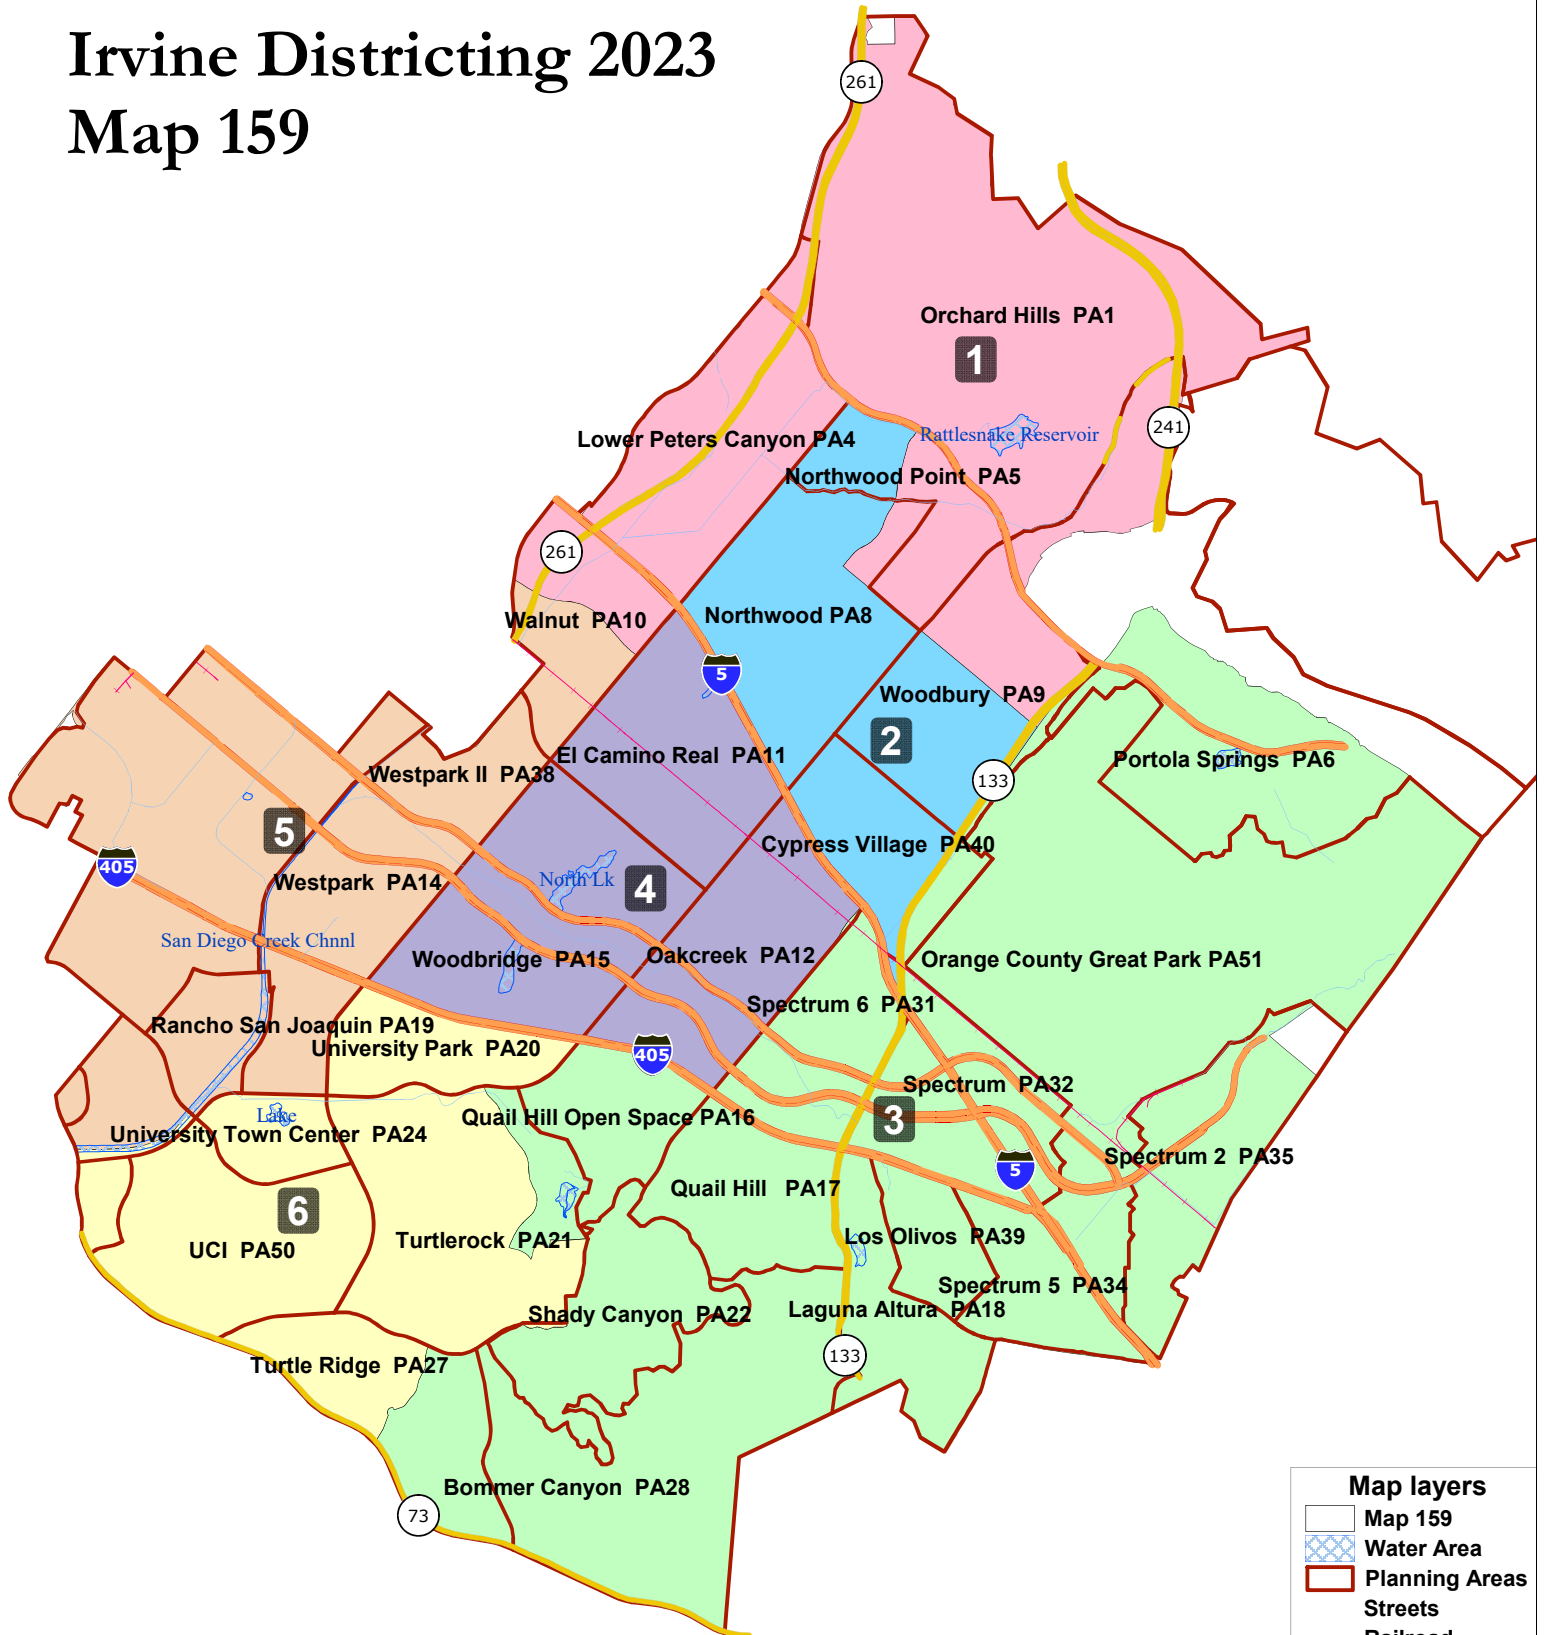 Irvine Districting 2023
Map 159
261
Orchard Hills  PA1
1
241
Rattlesnake Reservoir
Lower Peters Canyon PA4
Northwood Point  PA5
261
Walnut  PA10
Northwood PA8
5
Woodbury  PA9
2
El Camino Real  PA11
133
Portola Springs  PA6
Westpark II  PA38
5
405
Cypress Village  PA40
Westpark  PA14
North Lk
4
San Diego Creek Chnnl
Woodbridge  PA15
Oakcreek  PA12
Orange County Great Park PA51
Spectrum 6  PA31
Rancho San Joaquin PA19
University Park  PA20
405
Spectrum  PA32
Lake
Quail Hill Open Space PA16
3
University Town Center  PA24
Spectrum 2  PA35
5
Quail Hill  PA17
6
UCI  PA50
Turtlerock  PA21
Los Olivos  PA39
Spectrum 5  PA34
Shady Canyon  PA22
Laguna Altura  PA18
133
Turtle Ridge  PA27
Bommer Canyon  PA28
73
Map layers
Map 159
Water Area
Planning Areas
Streets
Railroad